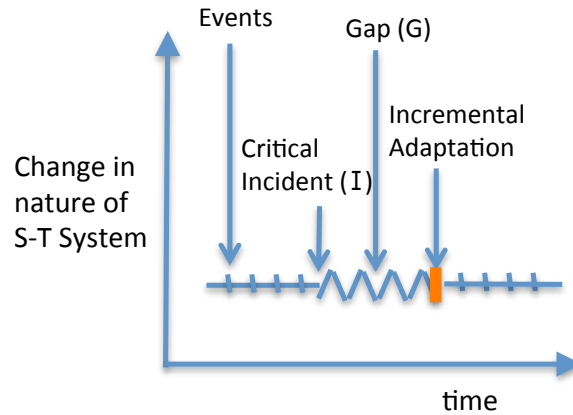 Events
Gap (G)
Incremental
Adaptation
Critical
Incident (I)
Change in
nature of
S-T System
time